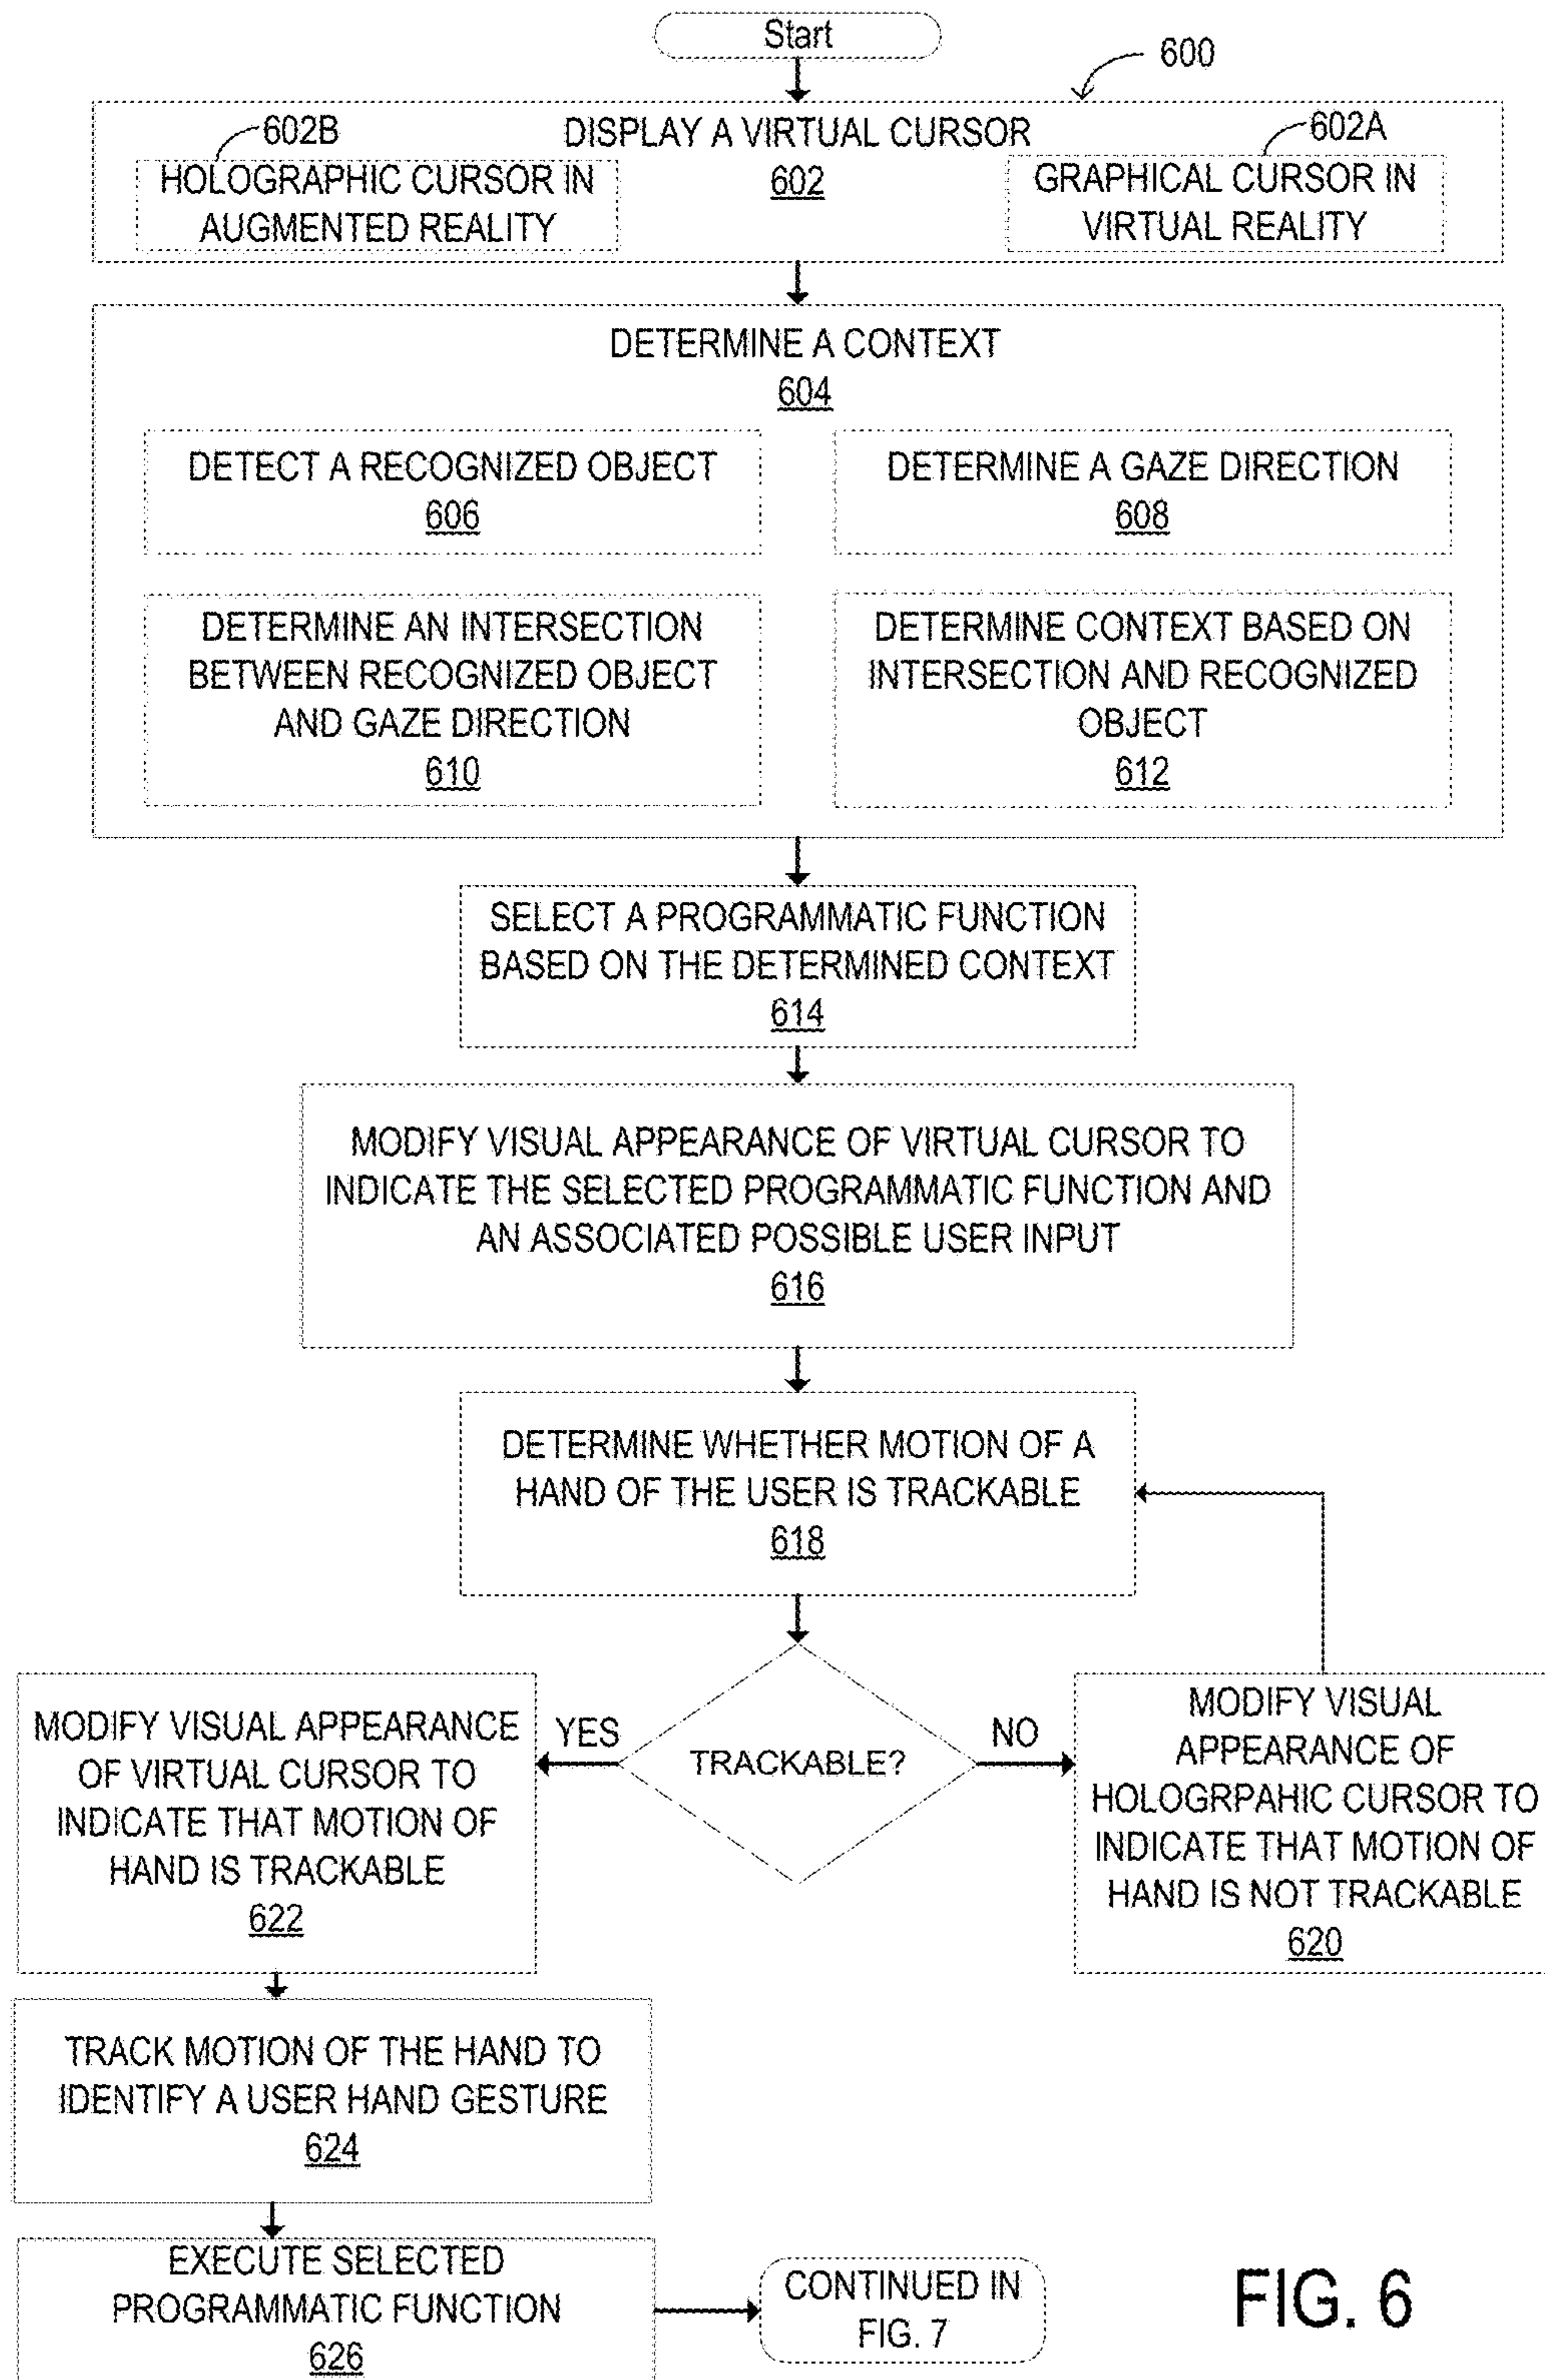 Start
600
602B
DISPLAY A VIRTUAL CURSOR
602
602A
HOLOGRAPHIC CURSOR IN
AUGMENTED REALITY
GRAPHICAL CURSOR IN
VIRTUAL REALITY
DETERMINE A CONTEXT
604
DETECT A RECOGNIZED OBJECT
606
DETERMINE A GAZE DIRECTION
608
DETERMINE AN INTERSECTION
BETWEEN RECOGNIZED OBJECT
AND GAZE DIRECTION
610
DETERMINE CONTEXT BASED ON
INTERSECTION AND RECOGNIZED
OBJECT
612
SELECT A PROGRAMMATIC FUNCTION
BASED ON THE DETERMINED CONTEXT
614
MODIFY VISUAL APPEARANCE OF VIRTUAL CURSOR TO
INDICATE THE SELECTED PROGRAMMATIC FUNCTION AND
AN ASSOCIATED POSSIBLE USER INPUT
616
DETERMINE WHETHER MOTION OF A
HAND OF THE USER IS TRACKABLE
618
TRACKABLE?
YES
NO
MODIFY VISUAL APPEARANCE
OF VIRTUAL CURSOR TO
INDICATE THAT MOTION OF
HAND IS TRACKABLE
622
MODIFY VISUAL
APPEARANCE OF
HOLOGRPAHIC CURSOR TO
INDICATE THAT MOTION OF
HAND IS NOT TRACKABLE
620
TRACK MOTION OF THE HAND TO
IDENTIFY A USER HAND GESTURE
624
EXECUTE SELECTED
PROGRAMMATIC FUNCTION
626
CONTINUED IN
FIG. 7
FIG. 6